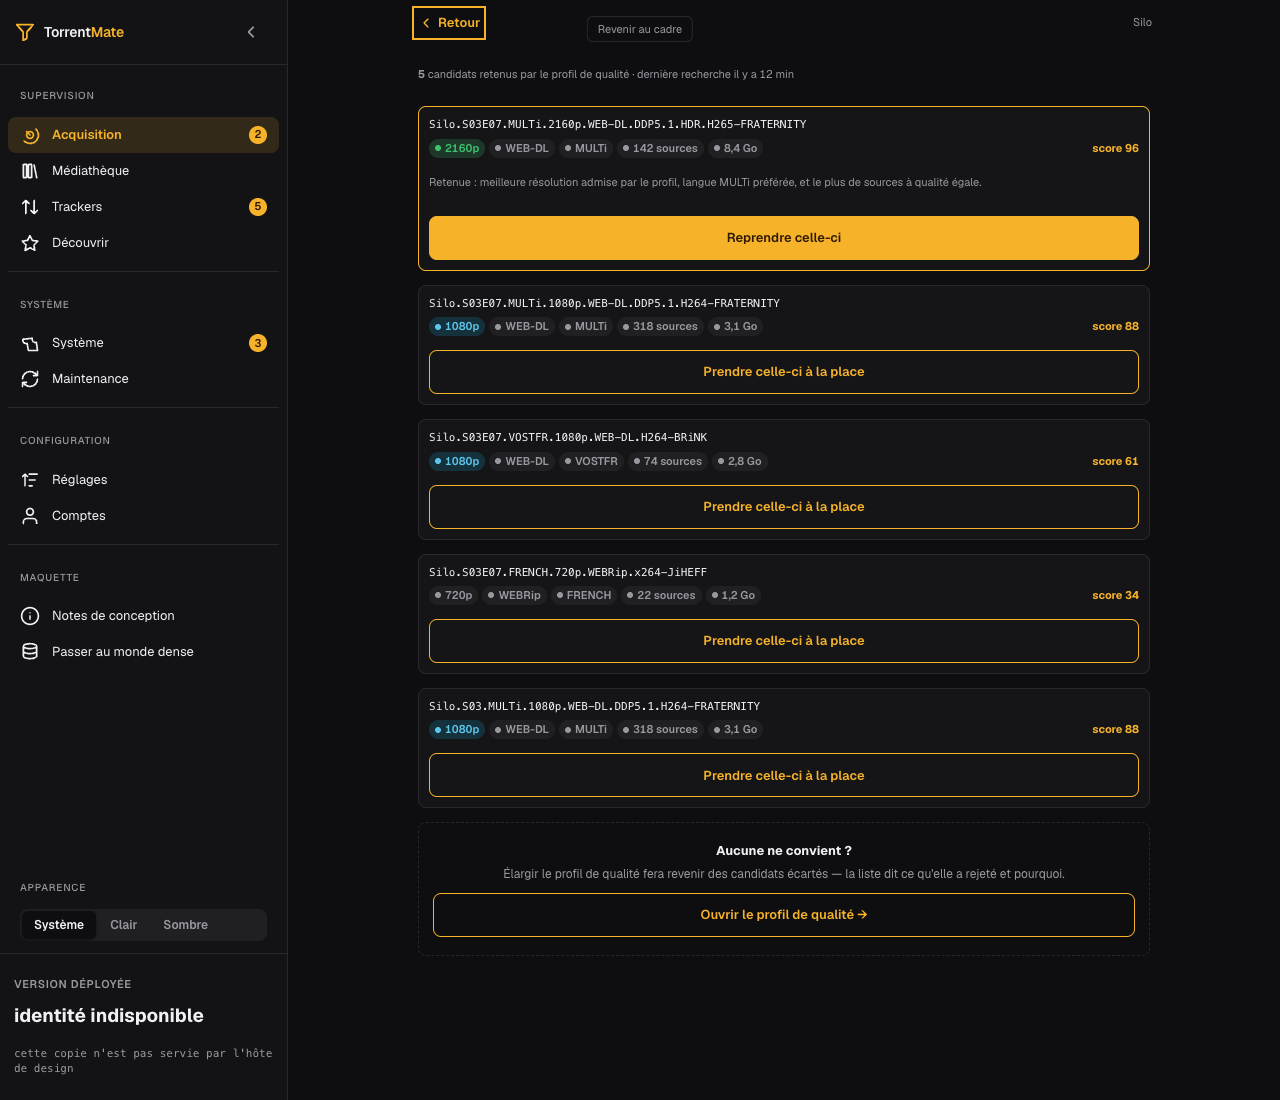 TorrentMate
SUPERVISION
Acquisition 2
Médiathèque
Trackers 5
Découvrir
SYSTÈME
Système 3
Maintenance
CONFIGURATION
Réglages
Comptes
MAQUETTE
Notes de conception
Passer au monde dense
APPARENCE
Système Clair Sombre
VERSION DÉPLOYÉE
identité indisponible
cette copie n'est pas servie par l'hôte
de design
Retour
Revenir au cadre
Silo
5 candidats retenus par le profil de qualité · dernière recherche il y a 12 min
Silo.S03E07.MULTi.2160p.WEB-DL.DDP5.1.HDR.H265-FRATERNITY
2160p WEB-DL MULTi 142 sources 8,4 Go score 96
Retenue : meilleure résolution admise par le profil, langue MULTi préférée, et le plus de sources à qualité égale.
Reprendre celle-ci
Silo.S03E07.MULTi.1080p.WEB-DL.DDP5.1.H264-FRATERNITY
1080p WEB-DL MULTi 318 sources 3,1 Go score 88
Prendre celle-ci à la place
Silo.S03E07.VOSTFR.1080p.WEB-DL.H264-BRiNK
1080p WEB-DL VOSTFR 74 sources 2,8 Go score 61
Prendre celle-ci à la place
Silo.S03E07.FRENCH.720p.WEBRip.x264-JiHEFF
720p WEBRip FRENCH 22 sources 1,2 Go score 34
Prendre celle-ci à la place
Silo.S03.MULTi.1080p.WEB-DL.DDP5.1.H264-FRATERNITY
1080p WEB-DL MULTi 318 sources 3,1 Go score 88
Prendre celle-ci à la place
Aucune ne convient ?
Élargir le profil de qualité fera revenir des candidats écartés — la liste dit ce qu'elle a rejeté et pourquoi.
Ouvrir le profil de qualité →